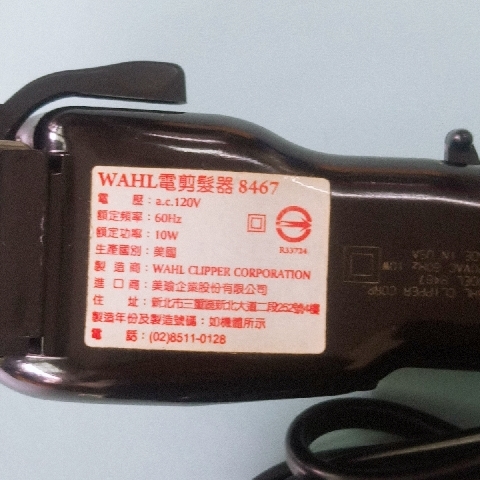 WAHL電剪髮器 8467
電 壓：a.c.120V
額定頻率：60Hz
額定功率：10W
生產國別：美國
製 造 商：WAHL CLIPPER CORPORATION
進 口 商：美瑜企業股份有限公司
住 址：新北市三重區新北大道二段252號4樓
製造年份及製造號碼：如機體所示
電 話：(02)8511-0128
R33724